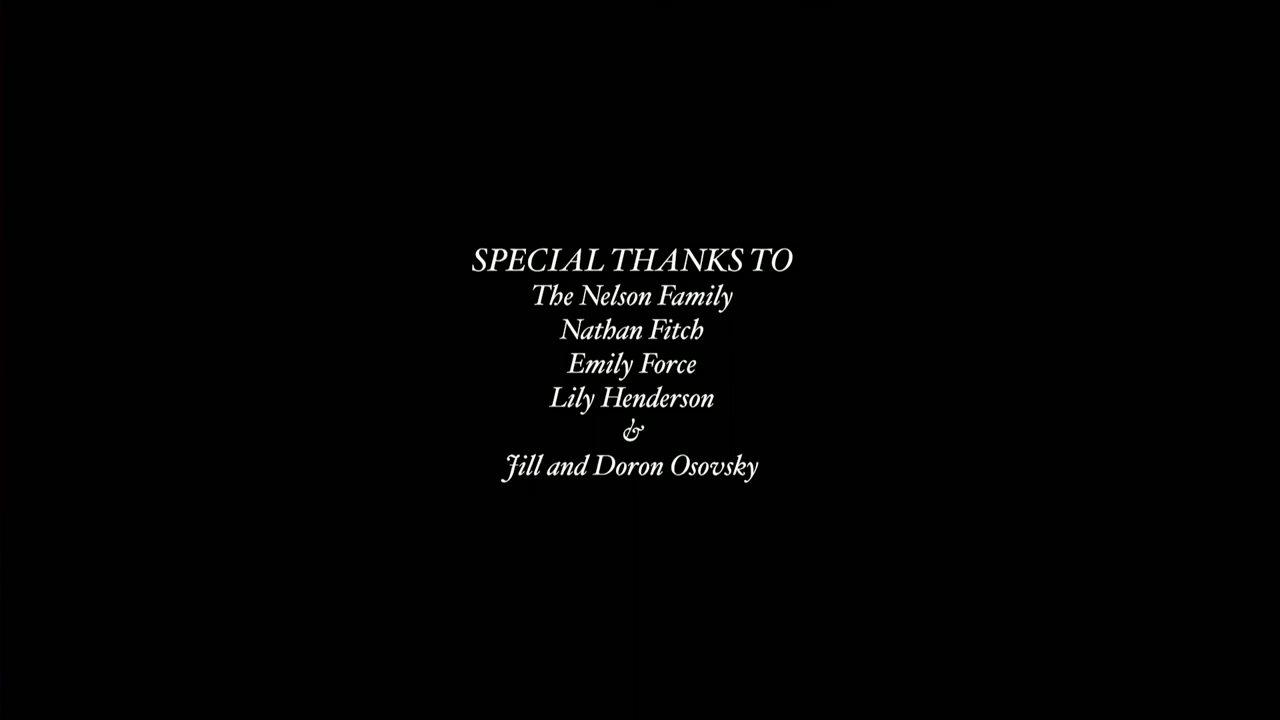 SPECIAL THANKS TO
The Nelson Family
Nathan Fitch
Emily Force
Lily Henderson
&
Jill and Doron Osovsky